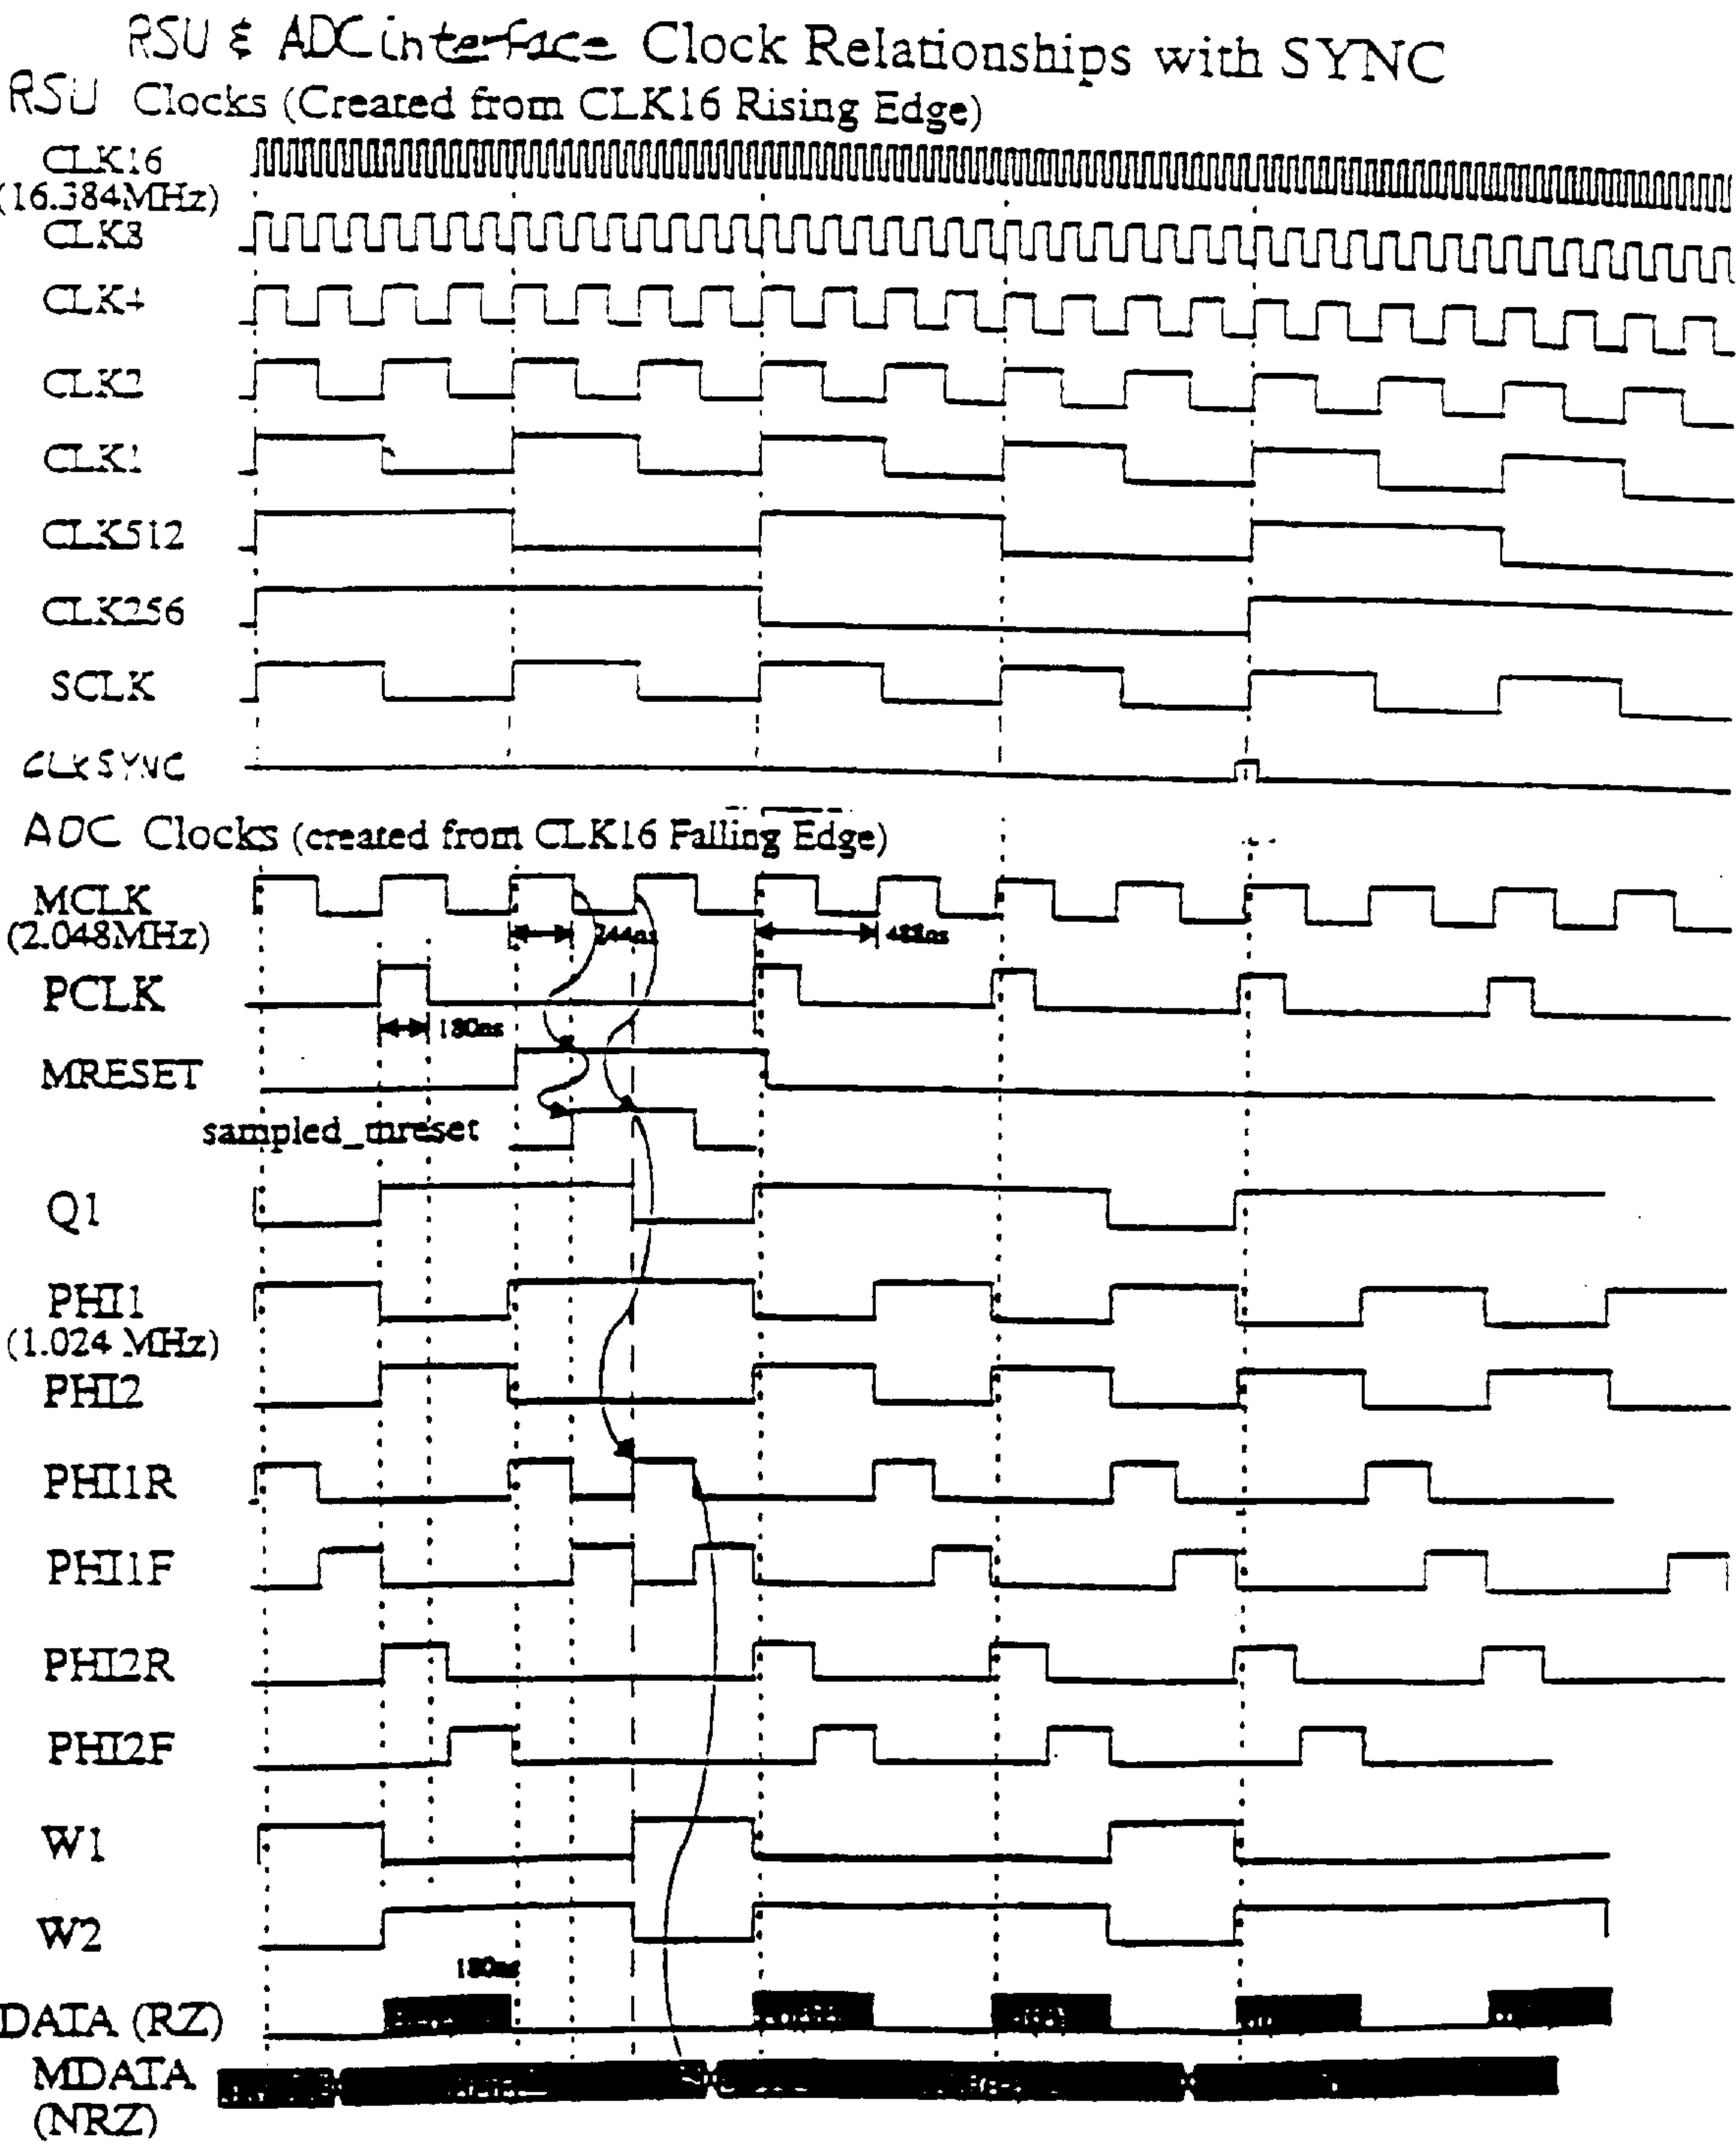 RSU & ADC interface Clock Relationships with SYNC
RSU Clocks (Created from CLK16 Rising Edge)
CLK16
(16.384MHz)
CLK8
CLK4
CLK2
CLK1
CLK512
CLK256
SCLK
CLKSYNC
ADC Clocks (created from CLK16 Falling Edge)
MCLK
(2.048MHz)
244ns
488ns
PCLK
180ns
MRESET
sampled_mreset
Q1
PHI1
(1.024 MHz)
PHI2
PHI1R
PHI1F
PHI2R
PHI2F
W1
W2
180ns
DATA (RZ)
MDATA
(NRZ)